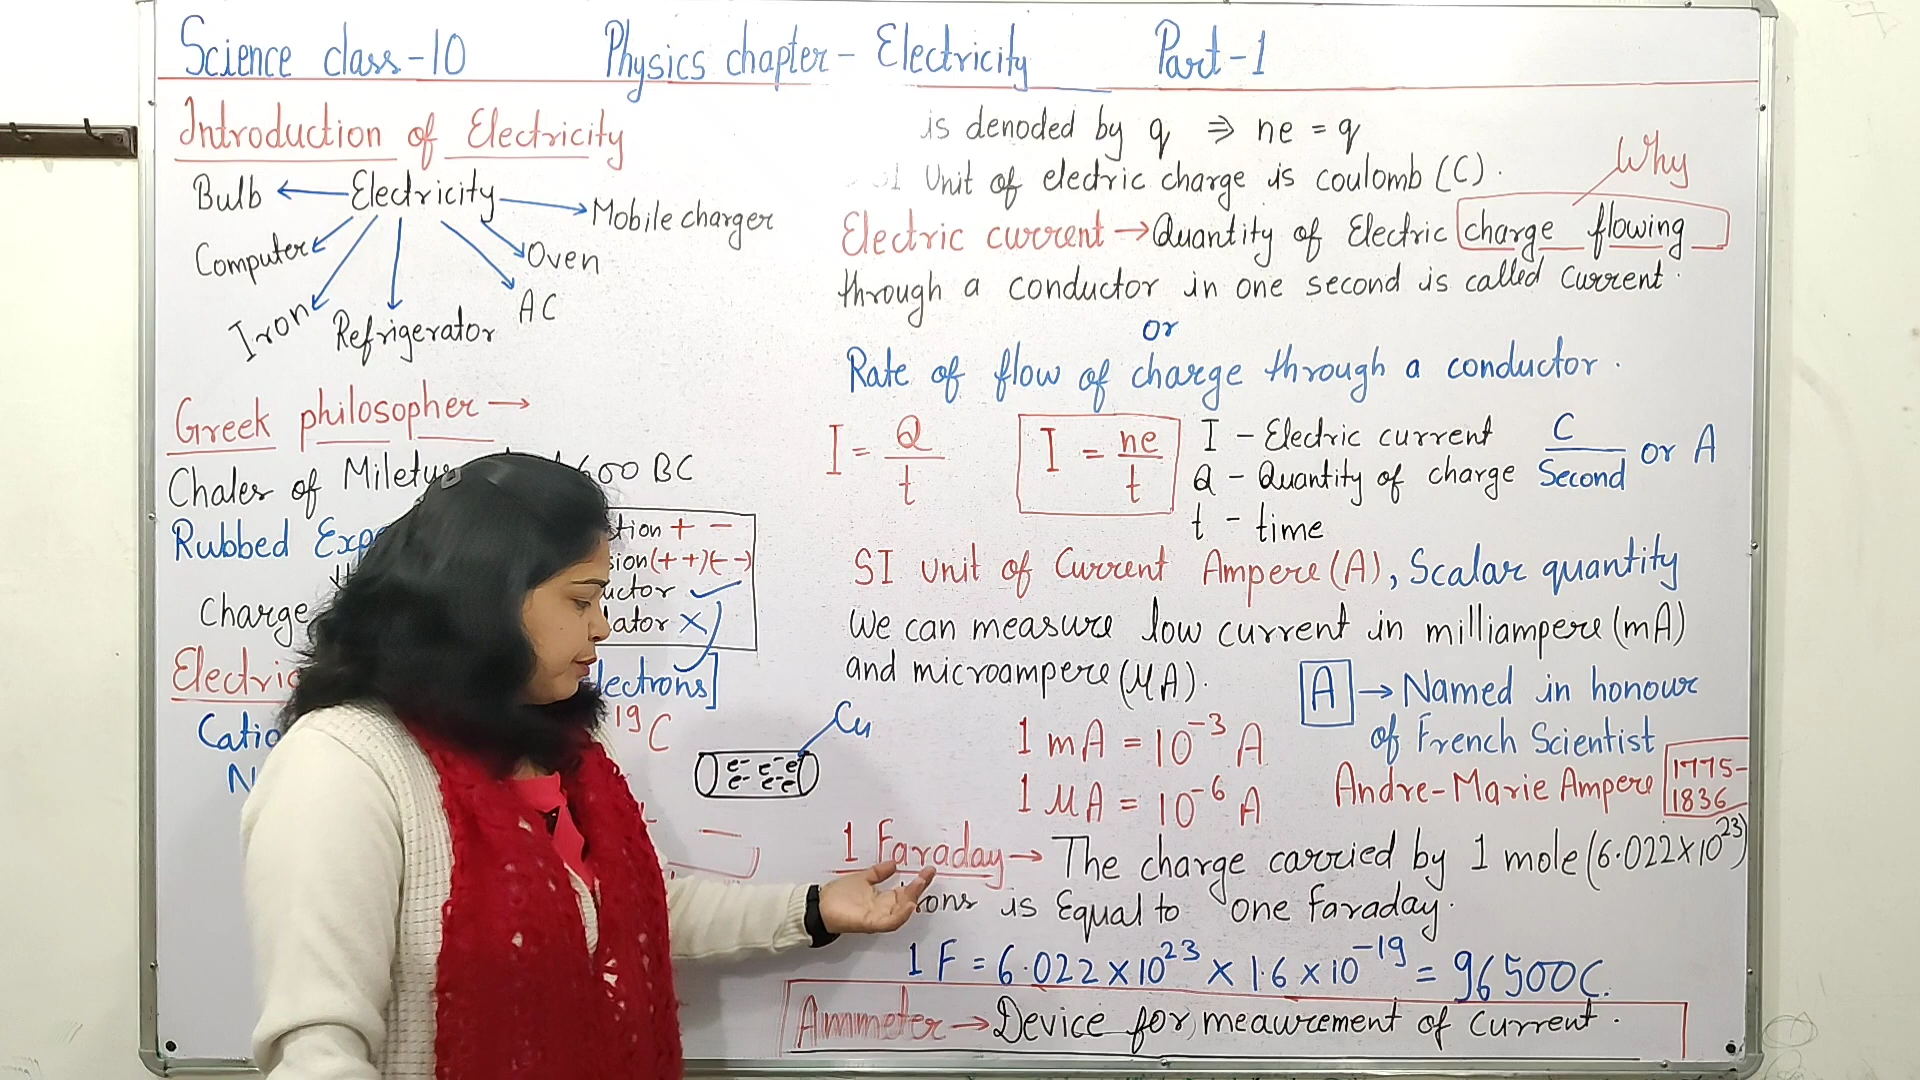 Science class-10 Physics chapter- Electricity Part-1
Introduction of Electricity
Bulb ← Electricity → Mobile charger
Computer
Oven
AC
Iron
Refrigerator
Greek philosopher →
Chales of Miletus 600 BC
Rubbed
tion + -
sion(++)(--)
uctor ✓
lator ×
Charge
lectrons]
19 C
Cu
e- e- e-
e- e- e-
is denoded by q ⇒ ne = q
Unit of electric charge is coulomb (C).
Why
Electric current → Quantity of Electric charge flowing
through a conductor in one second is called Current.
or
Rate of flow of charge through a conductor.
I = Q/t
I = ne/t
I - Electric current
Q - Quantity of charge
t - time
C/Second or A
SI unit of Current Ampere (A), Scalar quantity
We can measure low current in milliampere (mA)
and microampere (μA).
A → Named in honour
of French Scientist
Andre-Marie Ampere 1775-
1836
1 mA = 10⁻³ A
1 μA = 10⁻⁶ A
1 Faraday → The charge carried by 1 mole (6.022×10²³)
rons is Equal to one faraday.
1 F = 6.022×10²³ × 1.6×10⁻¹⁹ = 96500C.
Ammeter → Device for meaurement of current.